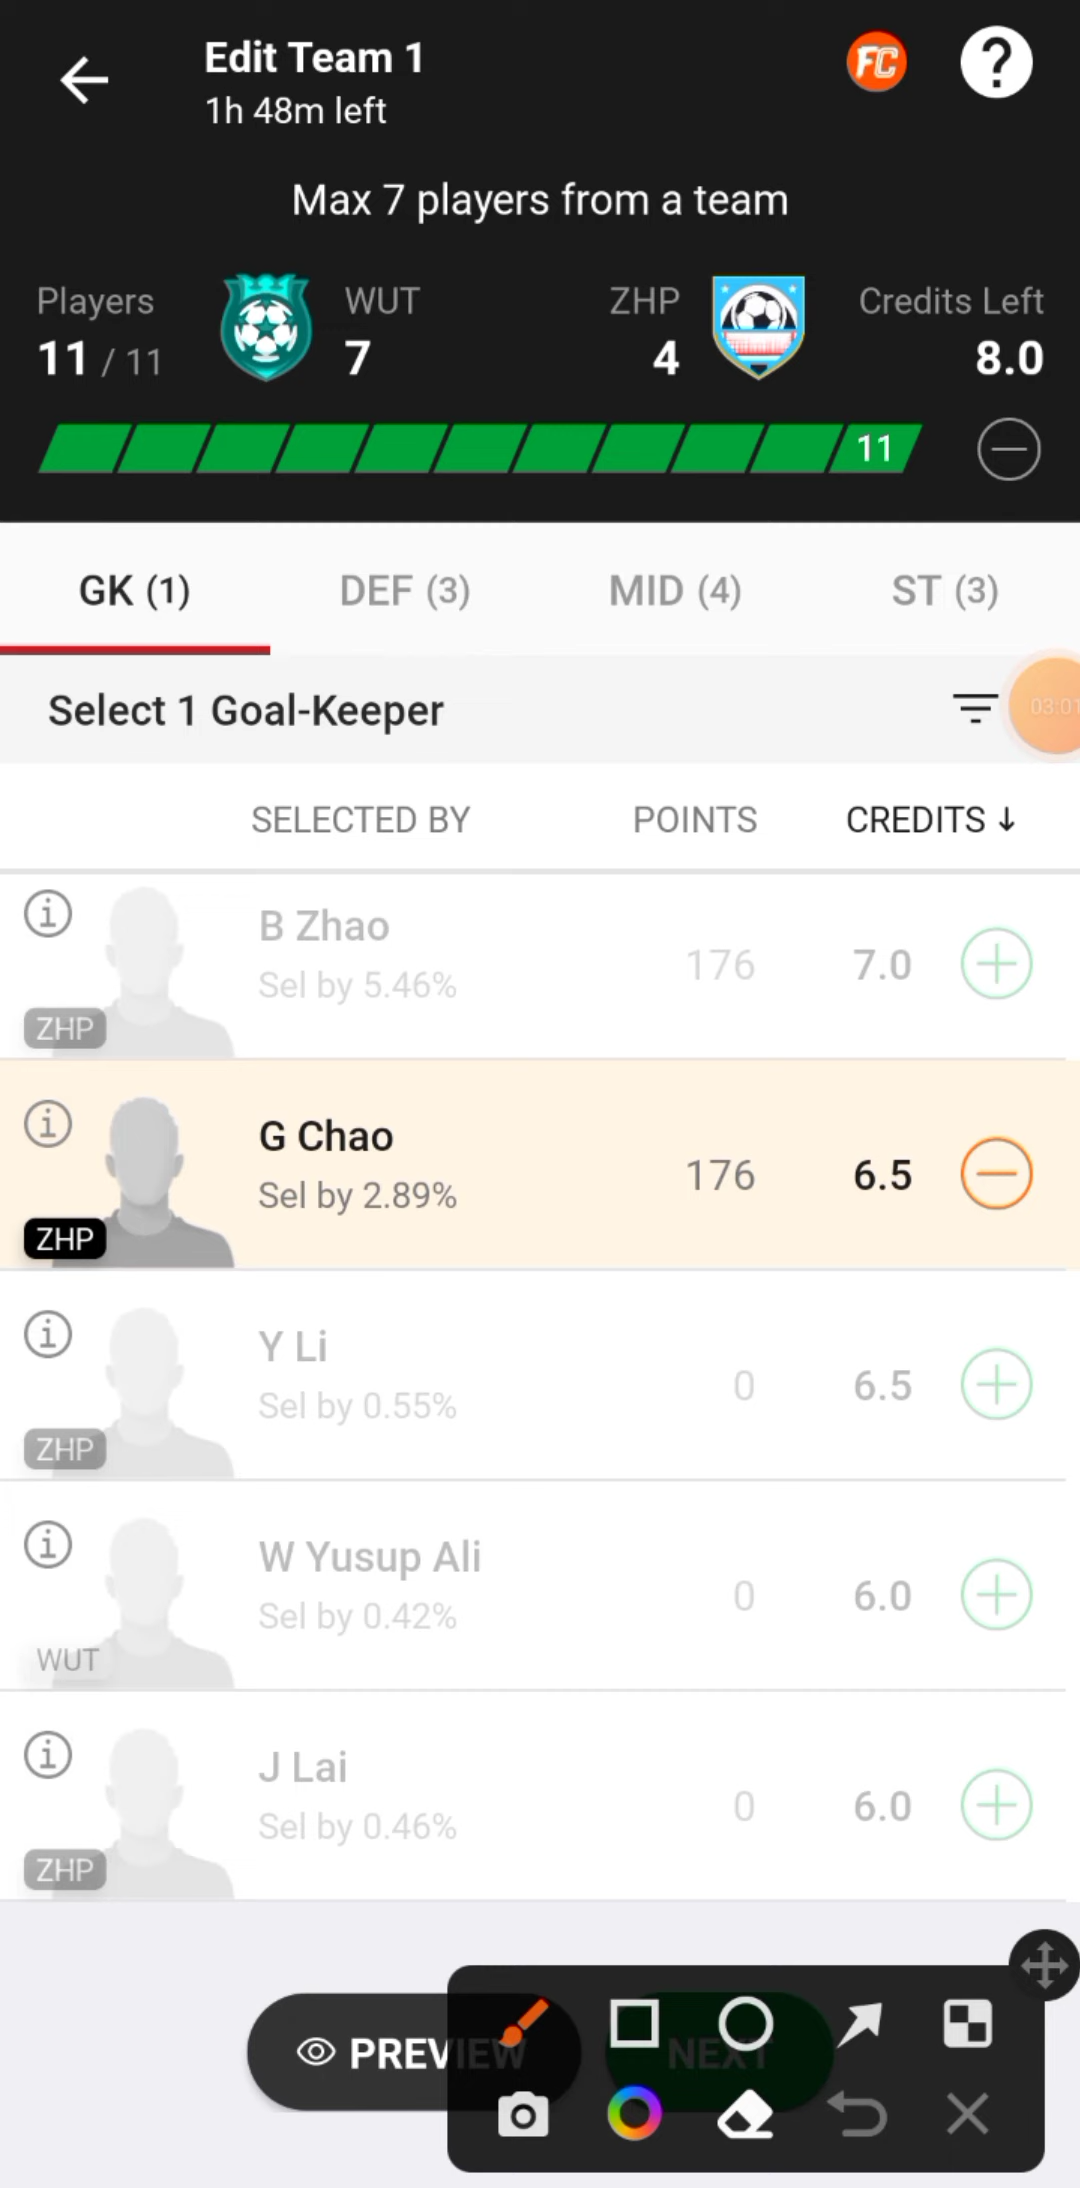 Edit Team 1
1h 48m left
FC
?
Max 7 players from a team
Players
WUT
ZHP
Credits Left
11 / 11
7
4
8.0
11
GK (1)
DEF (3)
MID (4)
ST (3)
Select 1 Goal-Keeper
03:01
SELECTED BY
POINTS
CREDITS ↓
B Zhao
Sel by 5.46%
176
7.0
ZHP
G Chao
Sel by 2.89%
176
6.5
ZHP
Y Li
Sel by 0.55%
0
6.5
ZHP
W Yusup Ali
Sel by 0.42%
0
6.0
WUT
J Lai
Sel by 0.46%
0
6.0
ZHP
PREVIEW
NEXT